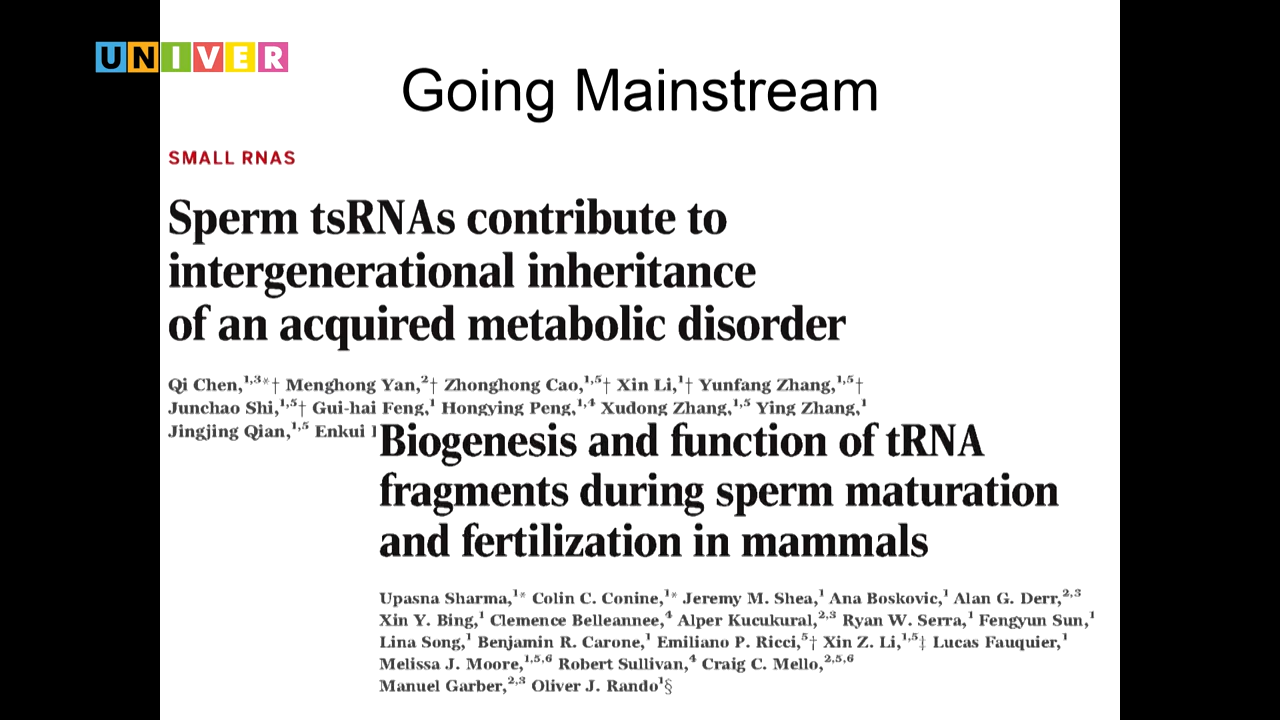 UNIVER
Going Mainstream
SMALL RNAS
Sperm tsRNAs contribute to
intergenerational inheritance
of an acquired metabolic disorder
Qi Chen,1,3*† Menghong Yan,2† Zhonghong Cao,1,5† Xin Li,1† Yunfang Zhang,1,5†
Junchao Shi,1,5† Gui-hai Feng,1 Hongying Peng,1,4 Xudong Zhang,1,5 Ying Zhang,1
Jingjing Qian,1,5 Enkui
Biogenesis and function of tRNA
fragments during sperm maturation
and fertilization in mammals
Upasna Sharma,1* Colin C. Conine,1* Jeremy M. Shea,1 Ana Boskovic,1 Alan G. Derr,2,3
Xin Y. Bing,1 Clemence Belleannee,4 Alper Kucukural,2,3 Ryan W. Serra,1 Fengyun Sun,1
Lina Song,1 Benjamin R. Carone,1 Emiliano P. Ricci,5† Xin Z. Li,1,5‡ Lucas Fauquier,1
Melissa J. Moore,1,5,6 Robert Sullivan,4 Craig C. Mello,2,5,6
Manuel Garber,2,3 Oliver J. Rando1§